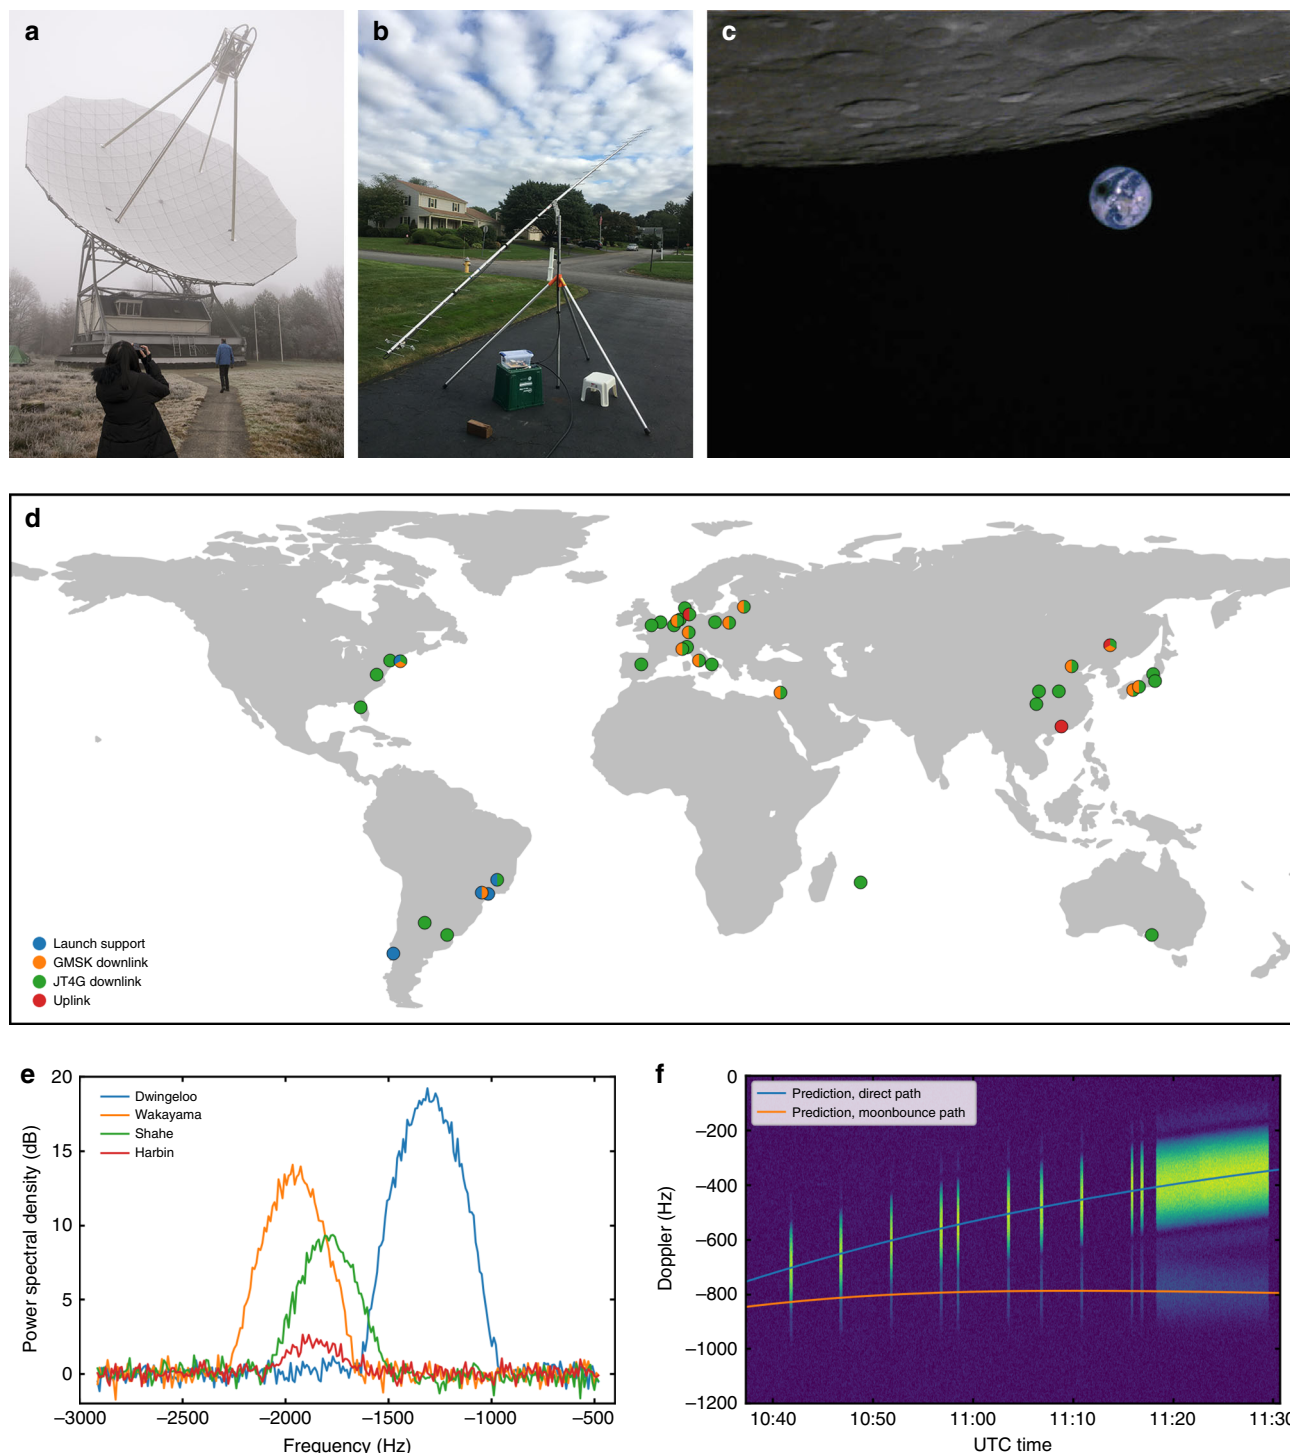 a
b
c
d
Launch support
GMSK downlink
JT4G downlink
Uplink
e
20
15
10
5
0
Power spectral density (dB)
Dwingeloo
Wakayama
Shahe
Harbin
−3000
−2500
−2000
−1500
−1000
−500
Frequency (Hz)
f
0
−200
−400
−600
−800
−1000
−1200
Doppler (Hz)
Prediction, direct path
Prediction, moonbounce path
10:40
10:50
11:00
11:10
11:20
UTC time